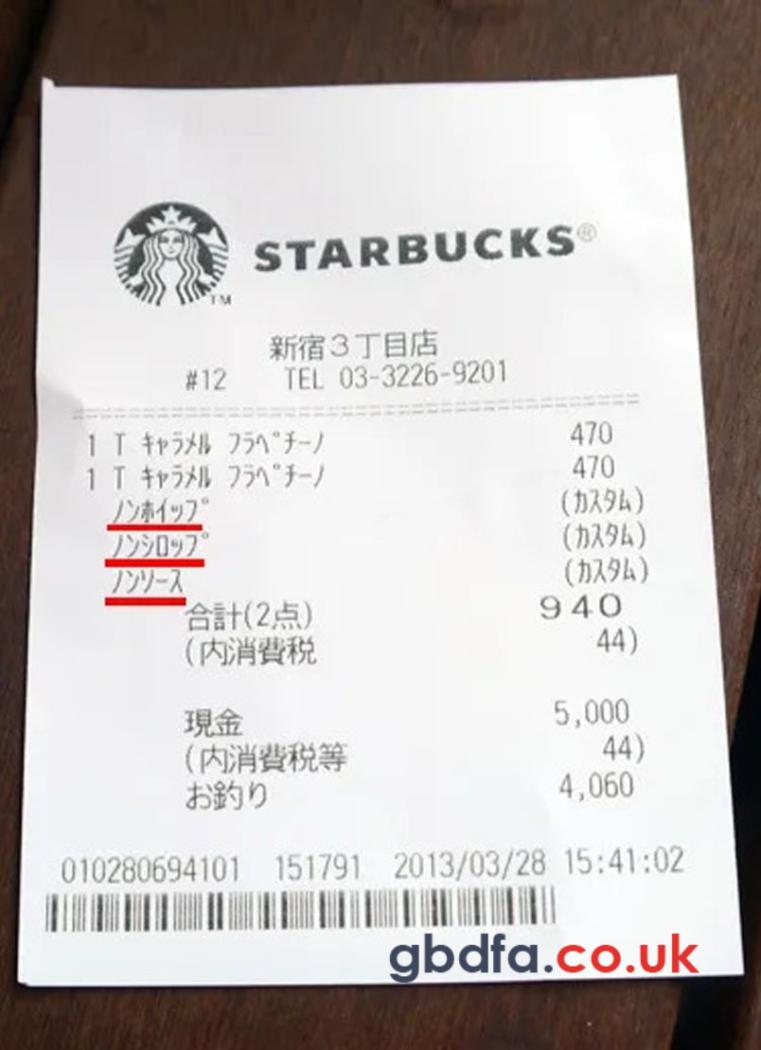 STARBUCKS®
TM
新宿３丁目店
#12 TEL 03-3226-9201
1 T ｷｬﾗﾒﾙ ﾌﾗﾍﾟﾁｰﾉ 470
1 T ｷｬﾗﾒﾙ ﾌﾗﾍﾟﾁｰﾉ 470
ﾉﾝﾎｲｯﾌﾟ (ｶｽﾀﾑ)
ﾉﾝｼﾛｯﾌﾟ (ｶｽﾀﾑ)
ﾉﾝｿｰｽ (ｶｽﾀﾑ)
合計(2点) 940
(内消費税 44)
現金 5,000
(内消費税等 44)
お釣り 4,060
010280694101 151791 2013/03/28 15:41:02
gbdfa.co.uk